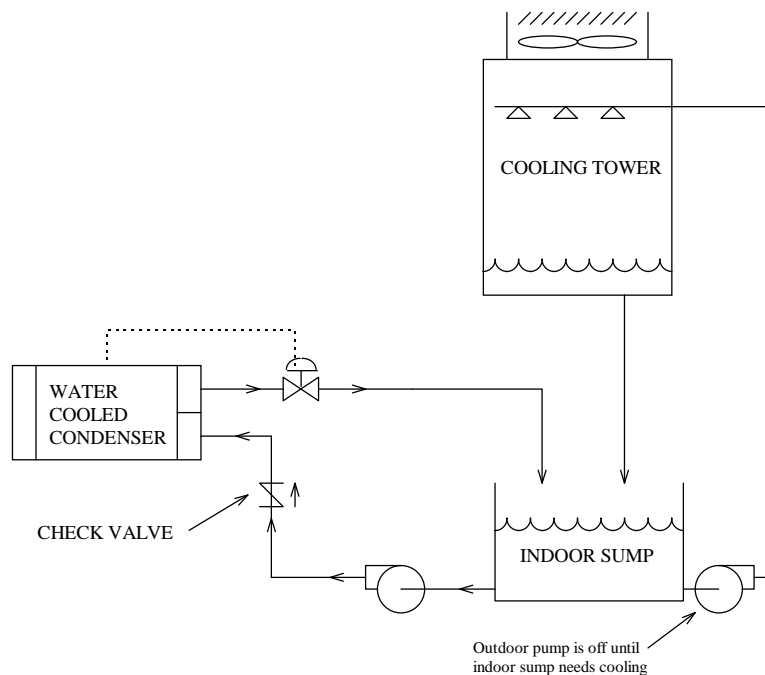 COOLING TOWER
WATER
COOLED
CONDENSER
CHECK VALVE
INDOOR SUMP
Outdoor pump is off until
indoor sump needs cooling